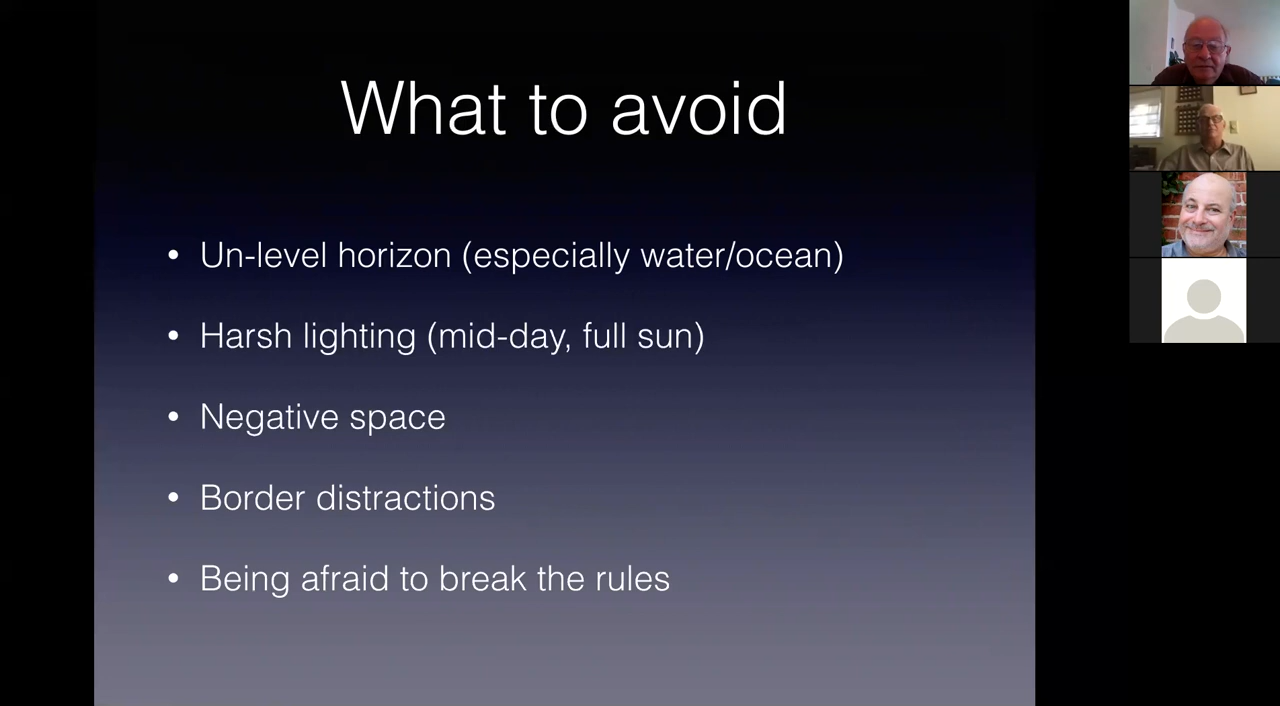 What to avoid
• Un-level horizon (especially water/ocean)
• Harsh lighting (mid-day, full sun)
• Negative space
• Border distractions
• Being afraid to break the rules